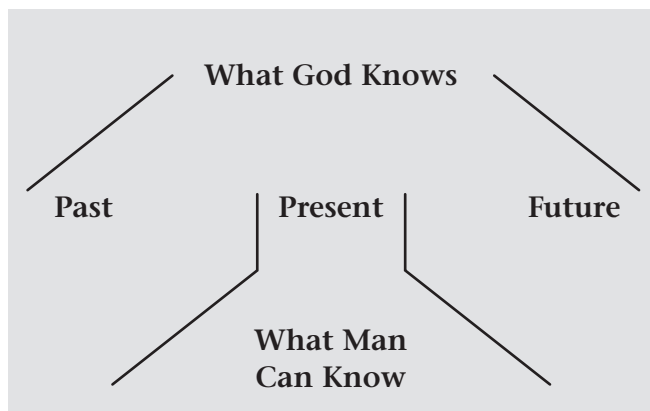 What God Knows
Past Present Future
What Man
Can Know